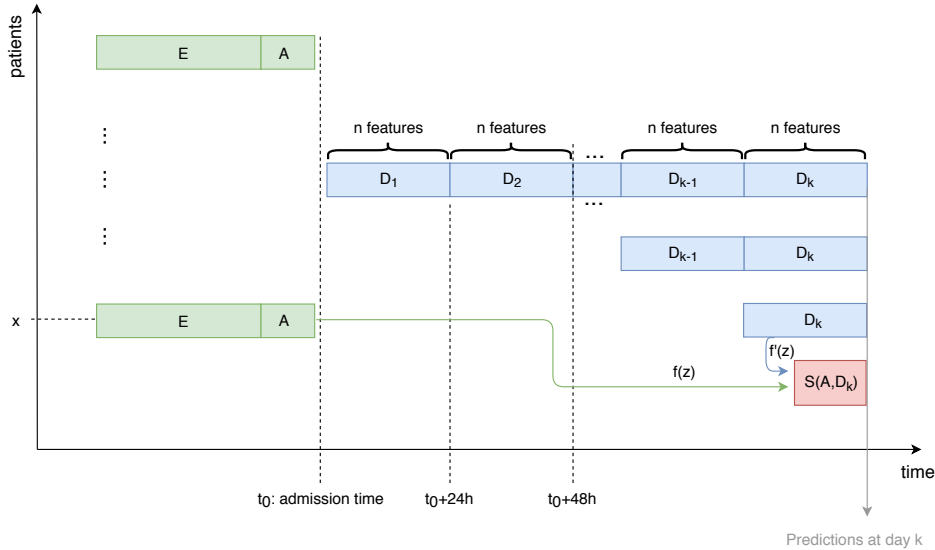 patients
E A
n features n features n features n features
...
D1 D2 Dk-1 Dk
...
Dk-1 Dk
x E A Dk
f'(z)
f(z) S(A,Dk)
time
t0: admission time t0+24h t0+48h
Predictions at day k